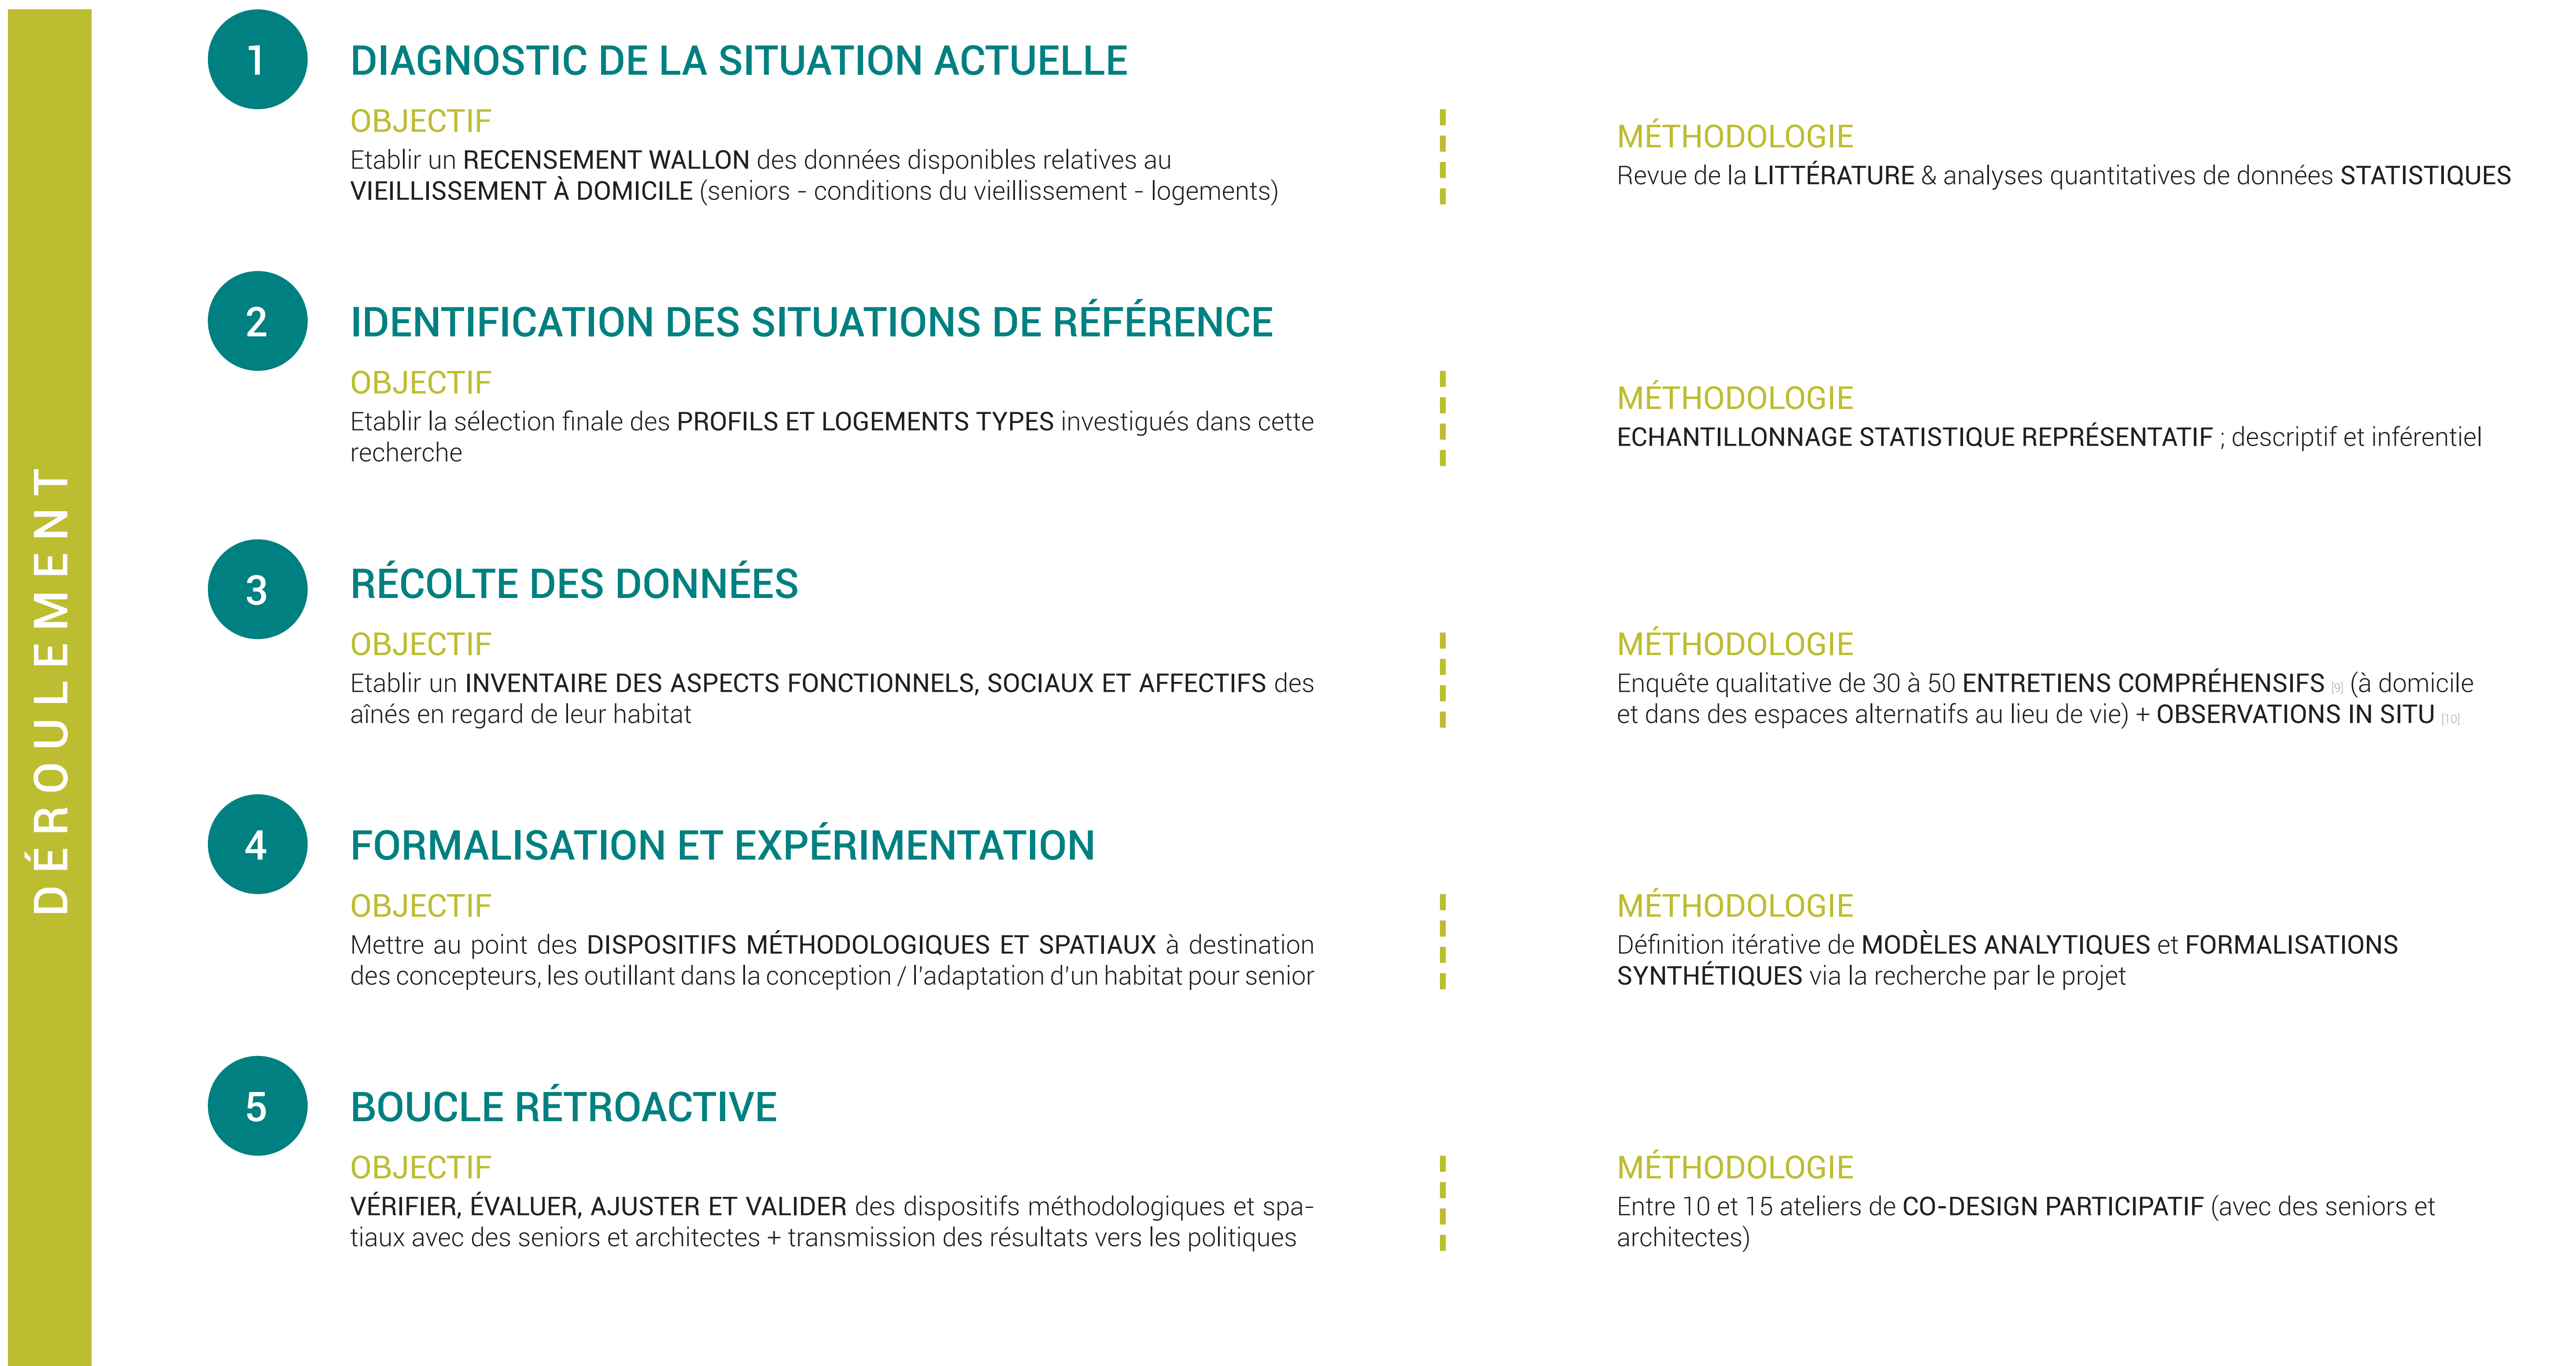 DÉROULEMENT
1
DIAGNOSTIC DE LA SITUATION ACTUELLE
OBJECTIF
Etablir un RECENSEMENT WALLON des données disponibles relatives au
VIEILLISSEMENT À DOMICILE (seniors - conditions du vieillissement - logements)
MÉTHODOLOGIE
Revue de la LITTÉRATURE & analyses quantitatives de données STATISTIQUES
2
IDENTIFICATION DES SITUATIONS DE RÉFÉRENCE
OBJECTIF
Etablir la sélection finale des PROFILS ET LOGEMENTS TYPES investigués dans cette
recherche
MÉTHODOLOGIE
ECHANTILLONNAGE STATISTIQUE REPRÉSENTATIF ; descriptif et inférentiel
3
RÉCOLTE DES DONNÉES
OBJECTIF
Etablir un INVENTAIRE DES ASPECTS FONCTIONNELS, SOCIAUX ET AFFECTIFS des
aînés en regard de leur habitat
MÉTHODOLOGIE
Enquête qualitative de 30 à 50 ENTRETIENS COMPRÉHENSIFS [9] (à domicile
et dans des espaces alternatifs au lieu de vie) + OBSERVATIONS IN SITU [10]
4
FORMALISATION ET EXPÉRIMENTATION
OBJECTIF
Mettre au point des DISPOSITIFS MÉTHODOLOGIQUES ET SPATIAUX à destination
des concepteurs, les outillant dans la conception / l'adaptation d'un habitat pour senior
MÉTHODOLOGIE
Définition itérative de MODÈLES ANALYTIQUES et FORMALISATIONS
SYNTHÉTIQUES via la recherche par le projet
5
BOUCLE RÉTROACTIVE
OBJECTIF
VÉRIFIER, ÉVALUER, AJUSTER ET VALIDER des dispositifs méthodologiques et spa-
tiaux avec des seniors et architectes + transmission des résultats vers les politiques
MÉTHODOLOGIE
Entre 10 et 15 ateliers de CO-DESIGN PARTICIPATIF (avec des seniors et
architectes)